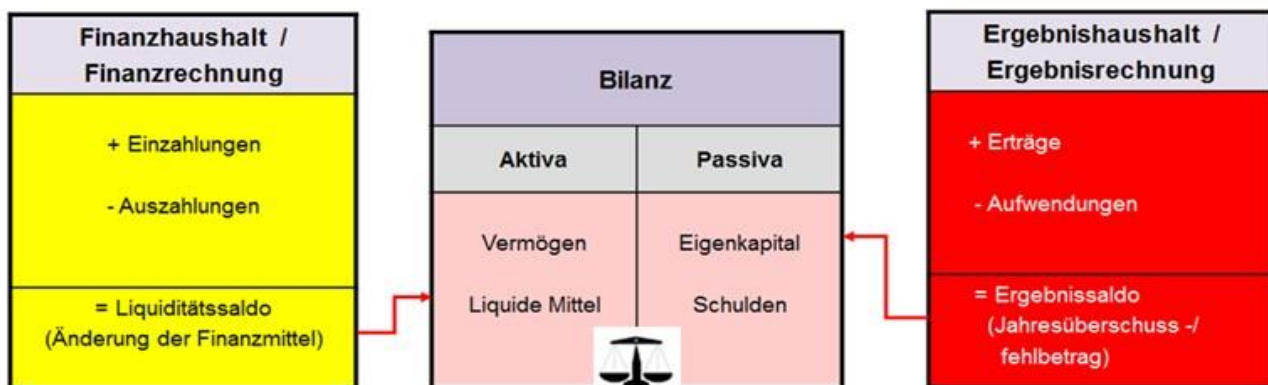 Finanzhaushalt /
Finanzrechnung
+ Einzahlungen
- Auszahlungen
= Liquiditätssaldo
(Änderung der Finanzmittel)
Bilanz
Aktiva
Passiva
Vermögen
Eigenkapital
Liquide Mittel
Schulden
Ergebnishaushalt /
Ergebnisrechnung
+ Erträge
- Aufwendungen
= Ergebnissaldo
(Jahresüberschuss -/
fehlbetrag)